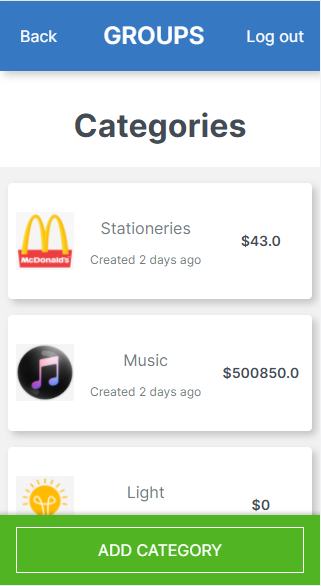 Back GROUPS Log out
Categories
McDonald's
Stationeries
Created 2 days ago
$43.0
Music
Created 2 days ago
$500850.0
Light
$0
ADD CATEGORY